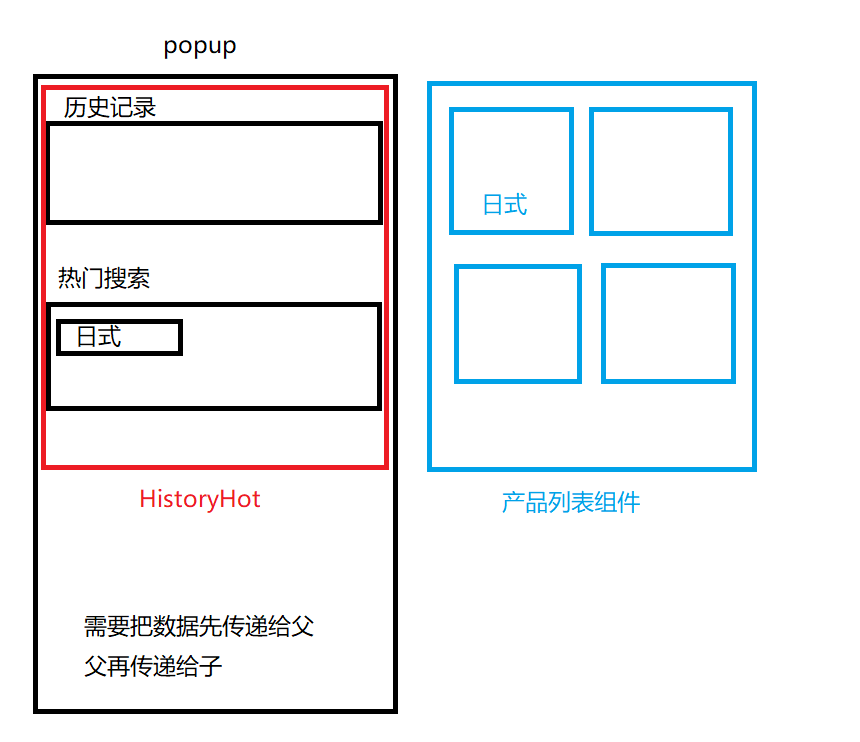 popup
历史记录
热门搜索
日式
HistoryHot
需要把数据先传递给父
父再传递给子
日式
产品列表组件